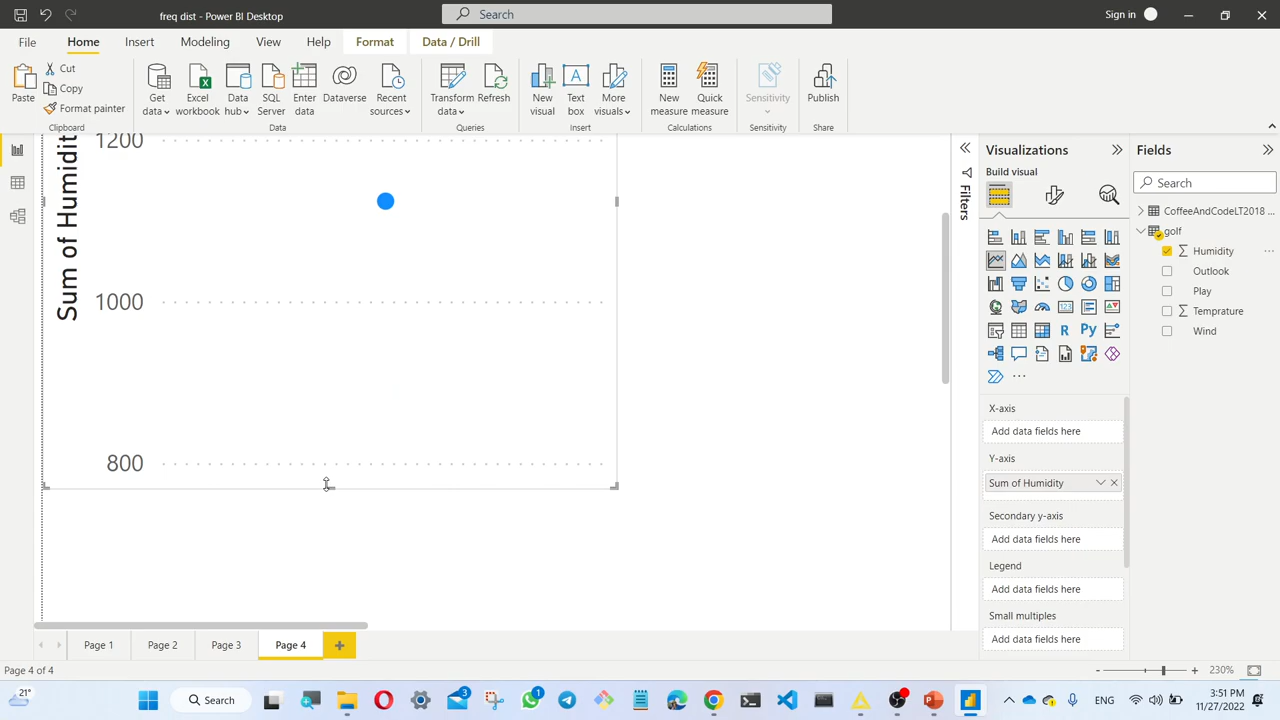 freq dist - Power BI Desktop
Search
Sign in
File
Home
Insert
Modeling
View
Help
Format
Data / Drill
Paste
Cut
Copy
Format painter
Clipboard
Get data
Excel workbook
Data hub
SQL Server
Enter data
Dataverse
Recent sources
Data
Transform data
Refresh
Queries
New visual
Text box
More visuals
Insert
New measure
Quick measure
Calculations
Sensitivity
Sensitivity
Publish
Share
Sum of Humidit
1200
1000
800
Filters
Visualizations
Build visual
X-axis
Add data fields here
Y-axis
Sum of Humidity
Secondary y-axis
Add data fields here
Legend
Add data fields here
Small multiples
Add data fields here
Fields
Search
CoffeeAndCodeLT2018 ...
golf
Humidity
Outlook
Play
Temprature
Wind
Page 1
Page 2
Page 3
Page 4
Page 4 of 4
230%
21°
Search
3
1
ENG
3:51 PM
11/27/2022